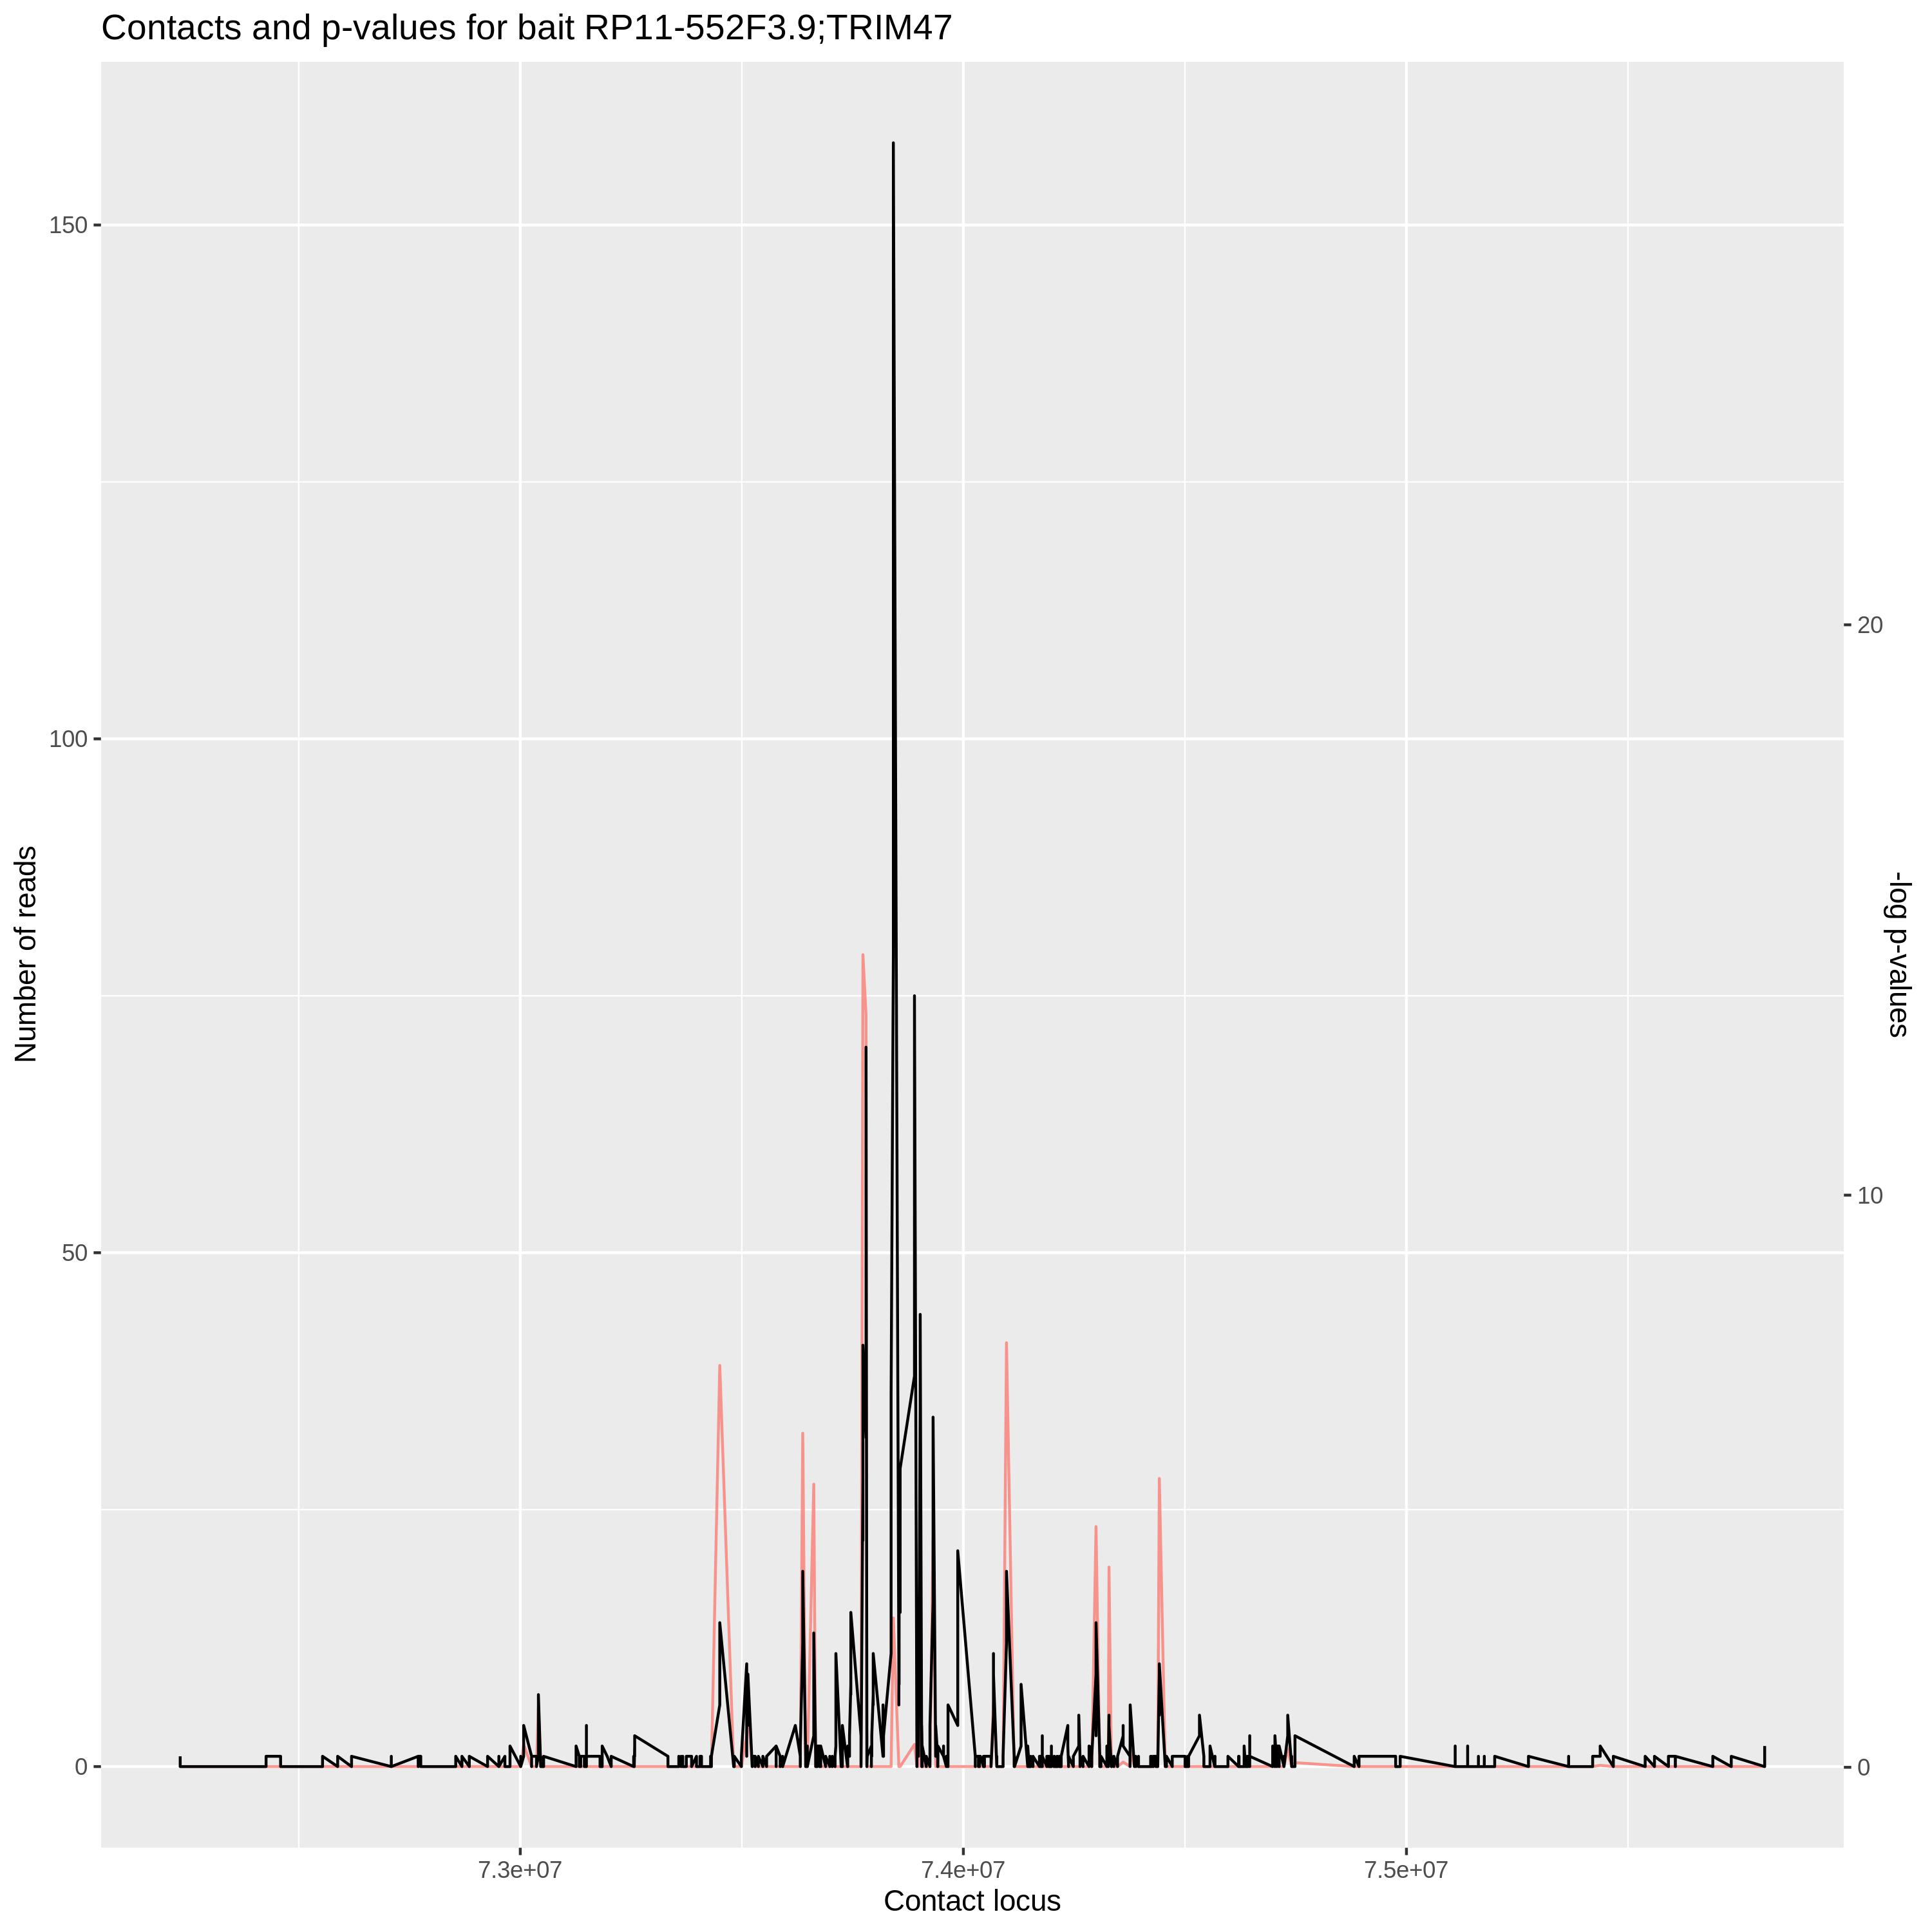 Contacts and p-values for bait RP11-552F3.9;TRIM47
150
100
50
0
Number of reads
20
10
0
-log p-values
7.3e+07 7.4e+07 7.5e+07
Contact locus